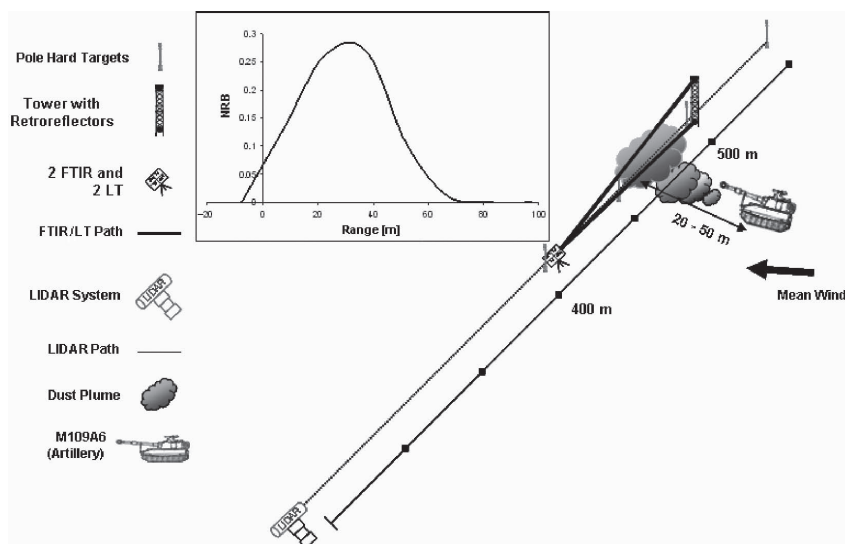 Pole Hard Targets
Tower with
Retroreflectors
2 FTIR and
2 LT
FTIR/LT Path
LIDAR System
LIDAR
LIDAR Path
Dust Plume
M109A6
(Artillery)
NRB
0.3
0.25
0.2
0.15
0.1
0.05
0
-20
0
20
40
60
80
100
Range [m]
500 m
20 - 50 m
Mean Wind
400 m
LIDAR